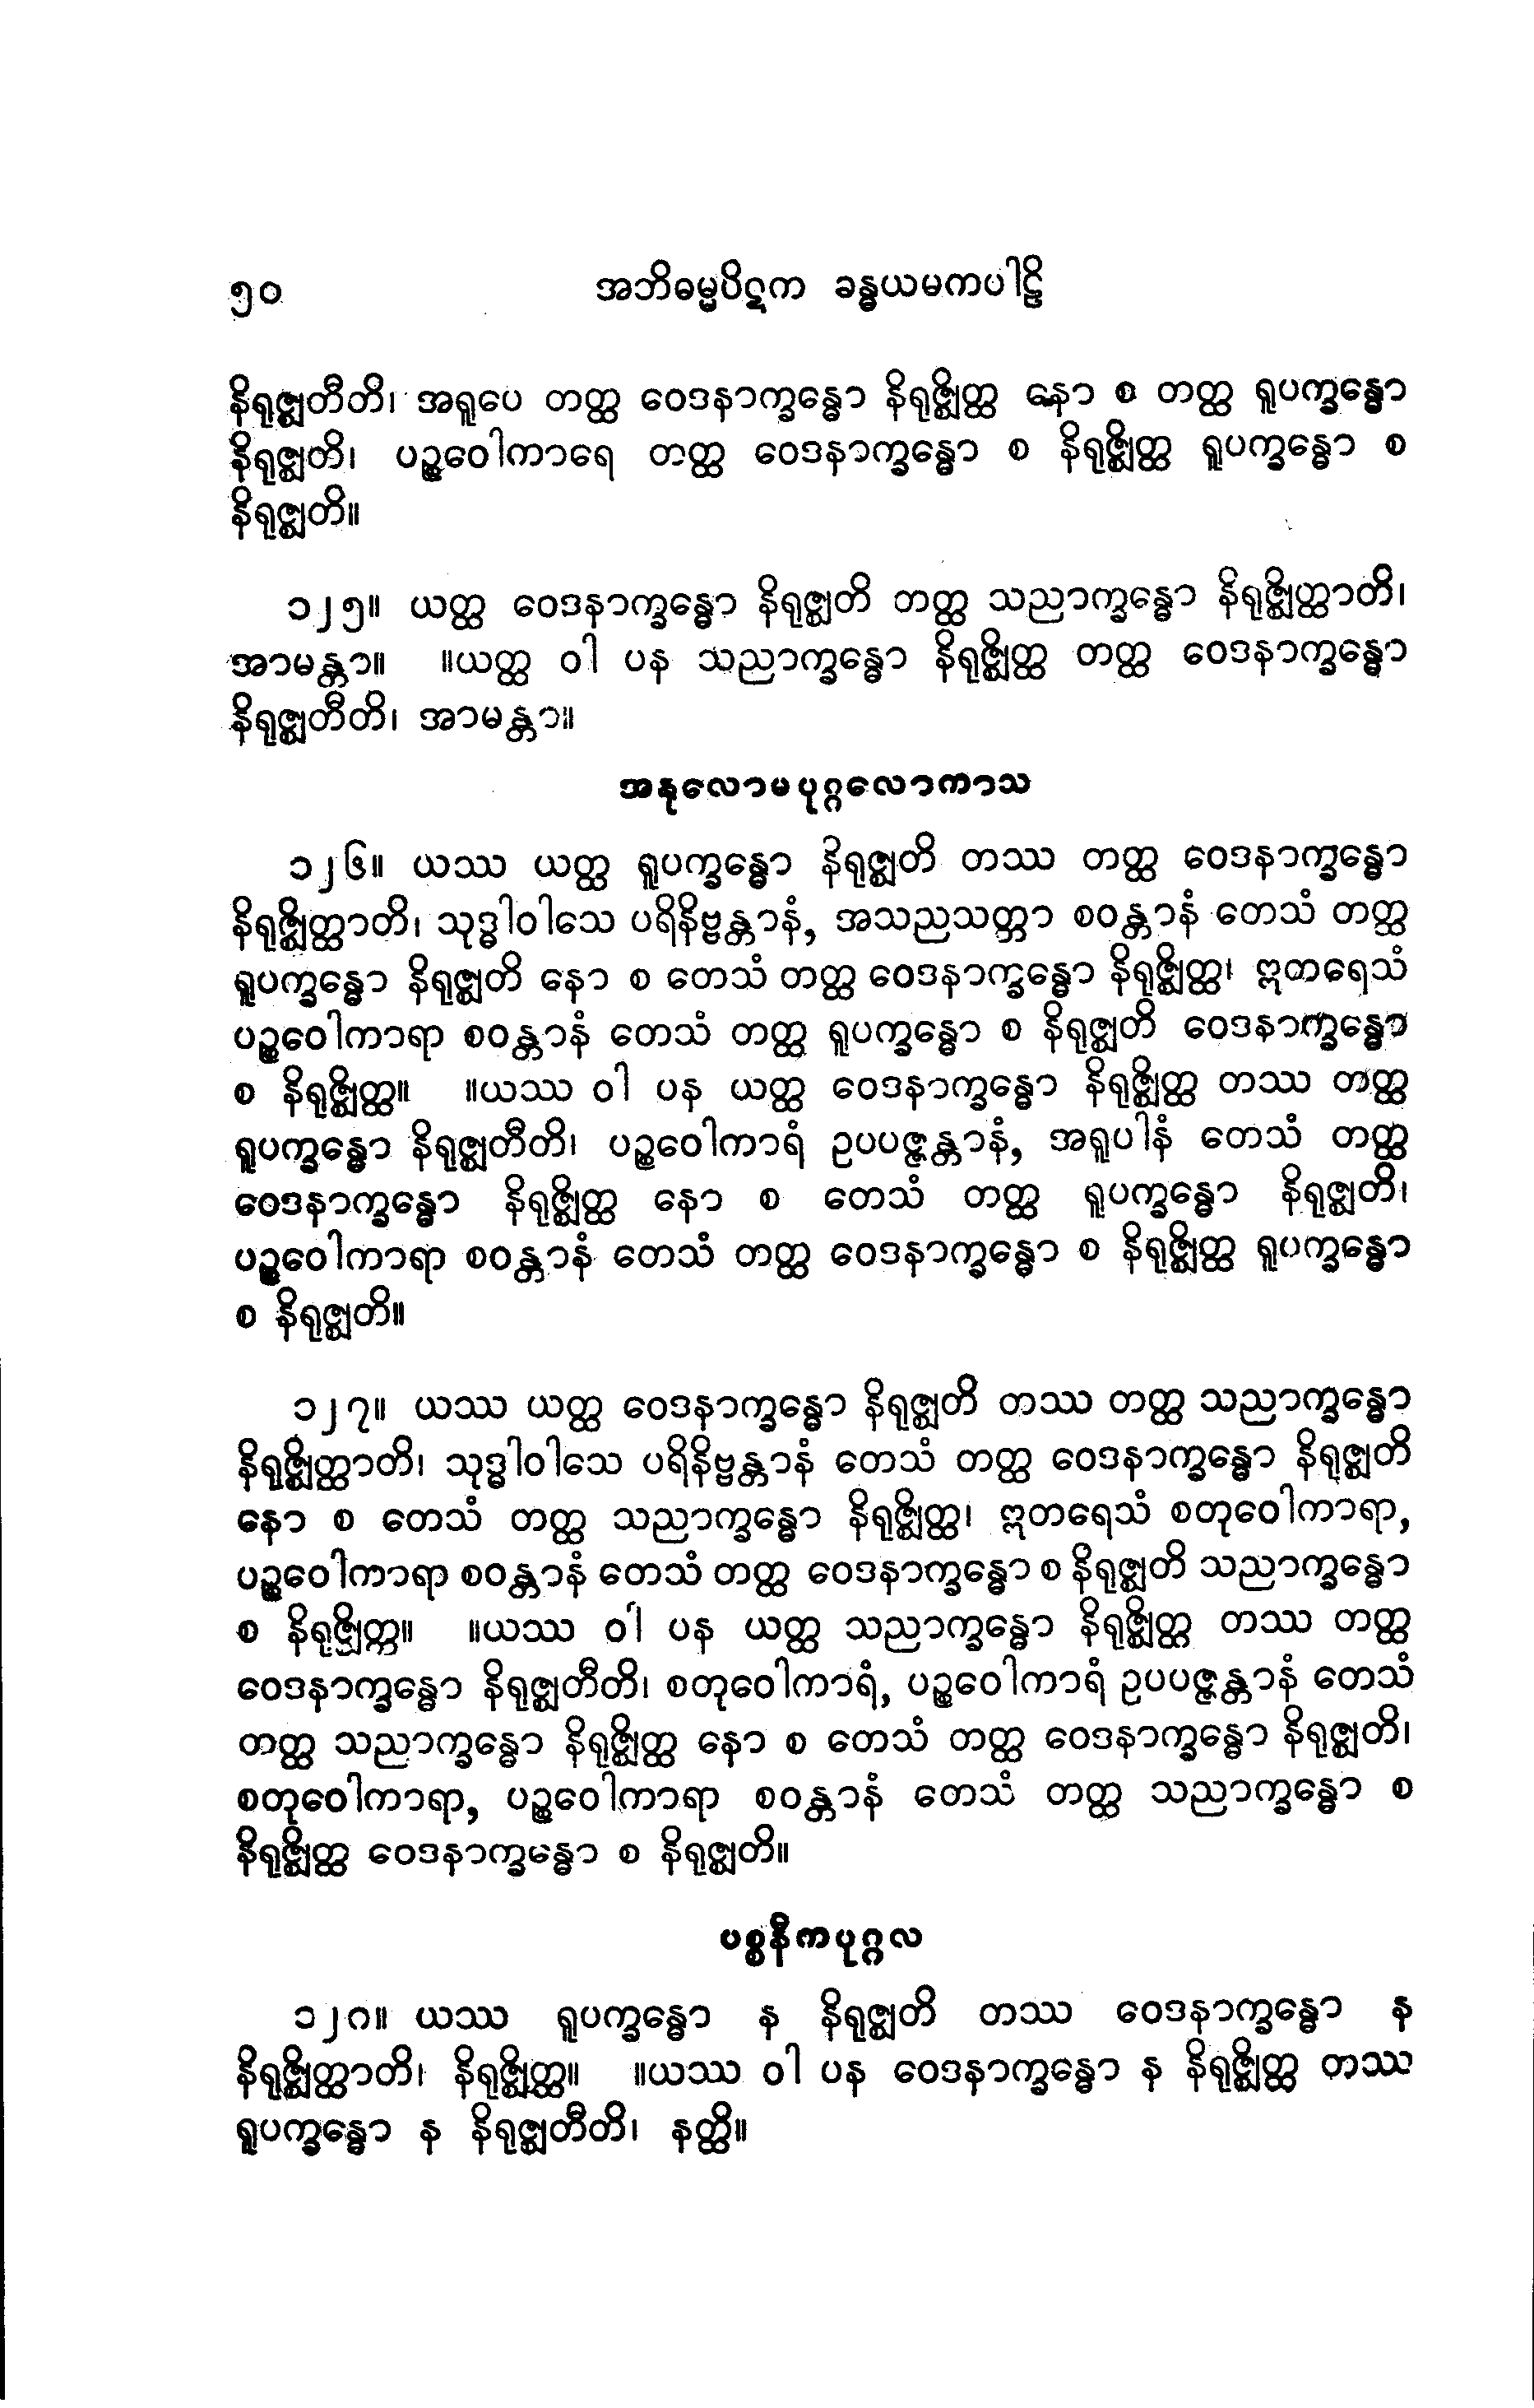 ၅၀ အဘိဓမ္မပိဋက ခန္ဓယမကပါဠိ
နိရုဇ္ဈတီတိ၊ အရူပေ တတ္ထ ဝေဒနာက္ခန္ဓော နိရုဇ္ဈိတ္ထ နော စ တတ္ထ ရူပက္ခန္ဓော
နိရုဇ္ဈတိ၊ ပဉ္စဝေါကာရေ တတ္ထ ဝေဒနာက္ခန္ဓော စ နိရုဇ္ဈိတ္ထ ရူပက္ခန္ဓော စ
နိရုဇ္ဈတိ။
၁၂၅။ ယတ္ထ ဝေဒနာက္ခန္ဓော နိရုဇ္ဈတိ တတ္ထ သညာက္ခန္ဓော နိရုဇ္ဈိတ္ထာတိ၊
အာမန္တာ။ ။ယတ္ထ ဝါ ပန သညာက္ခန္ဓော နိရုဇ္ဈိတ္ထ တတ္ထ ဝေဒနာက္ခန္ဓော
နိရုဇ္ဈတီတိ၊ အာမန္တာ။
အနုလောမပုဂ္ဂလောကာသ
၁၂၆။ ယဿ ယတ္ထ ရူပက္ခန္ဓော နိရုဇ္ဈတိ တဿ တတ္ထ ဝေဒနာက္ခန္ဓော
နိရုဇ္ဈိတ္ထာတိ၊ သုဒ္ဓါဝါသေ ပရိနိဗ္ဗန္တာနံ, အသညသတ္တာ စဝန္တာနံ တေသံ တတ္ထ
ရူပက္ခန္ဓော နိရုဇ္ဈတိ နော စ တေသံ တတ္ထ ဝေဒနာက္ခန္ဓော နိရုဇ္ဈိတ္ထ၊ ဣတရေသံ
ပဉ္စဝေါကာရာ စဝန္တာနံ တေသံ တတ္ထ ရူပက္ခန္ဓော စ နိရုဇ္ဈတိ ဝေဒနာက္ခန္ဓော
စ နိရုဇ္ဈိတ္ထ။ ။ယဿ ဝါ ပန ယတ္ထ ဝေဒနာက္ခန္ဓော နိရုဇ္ဈိတ္ထ တဿ တတ္ထ
ရူပက္ခန္ဓော နိရုဇ္ဈတီတိ၊ ပဉ္စဝေါကာရံ ဥပပဇ္ဇန္တာနံ, အရူပါနံ တေသံ တတ္ထ
ဝေဒနာက္ခန္ဓော နိရုဇ္ဈိတ္ထ နော စ တေသံ တတ္ထ ရူပက္ခန္ဓော နိရုဇ္ဈတိ၊
ပဉ္စဝေါကာရာ စဝန္တာနံ တေသံ တတ္ထ ဝေဒနာက္ခန္ဓော စ နိရုဇ္ဈိတ္ထ ရူပက္ခန္ဓော
စ နိရုဇ္ဈတိ။
၁၂၇။ ယဿ ယတ္ထ ဝေဒနာက္ခန္ဓော နိရုဇ္ဈတိ တဿ တတ္ထ သညာက္ခန္ဓော
နိရုဇ္ဈိတ္ထာတိ၊ သုဒ္ဓါဝါသေ ပရိနိဗ္ဗန္တာနံ တေသံ တတ္ထ ဝေဒနာက္ခန္ဓော နိရုဇ္ဈတိ
နော စ တေသံ တတ္ထ သညာက္ခန္ဓော နိရုဇ္ဈိတ္ထ၊ ဣတရေသံ စတုဝေါကာရာ,
ပဉ္စဝေါကာရာ စဝန္တာနံ တေသံ တတ္ထ ဝေဒနာက္ခန္ဓော စ နိရုဇ္ဈတိ သညာက္ခန္ဓော
စ နိရုဇ္ဈိတ္ထ။ ။ယဿ ဝါ ပန ယတ္ထ သညာက္ခန္ဓော နိရုဇ္ဈိတ္ထ တဿ တတ္ထ
ဝေဒနာက္ခန္ဓော နိရုဇ္ဈတီတိ၊ စတုဝေါကာရံ, ပဉ္စဝေါကာရံ ဥပပဇ္ဇန္တာနံ တေသံ
တတ္ထ သညာက္ခန္ဓော နိရုဇ္ဈိတ္ထ နော စ တေသံ တတ္ထ ဝေဒနာက္ခန္ဓော နိရုဇ္ဈတိ၊
စတုဝေါကာရာ, ပဉ္စဝေါကာရာ စဝန္တာနံ တေသံ တတ္ထ သညာက္ခန္ဓော စ
နိရုဇ္ဈိတ္ထ ဝေဒနာက္ခန္ဓော စ နိရုဇ္ဈတိ။
ပစ္စနီကပုဂ္ဂလ
၁၂၈။ ယဿ ရူပက္ခန္ဓော န နိရုဇ္ဈတိ တဿ ဝေဒနာက္ခန္ဓော န
နိရုဇ္ဈိတ္ထာတိ၊ နိရုဇ္ဈိတ္ထ။ ။ယဿ ဝါ ပန ဝေဒနာက္ခန္ဓော န နိရုဇ္ဈိတ္ထ တဿ
ရူပက္ခန္ဓော န နိရုဇ္ဈတီတိ၊ နတ္ထိ။